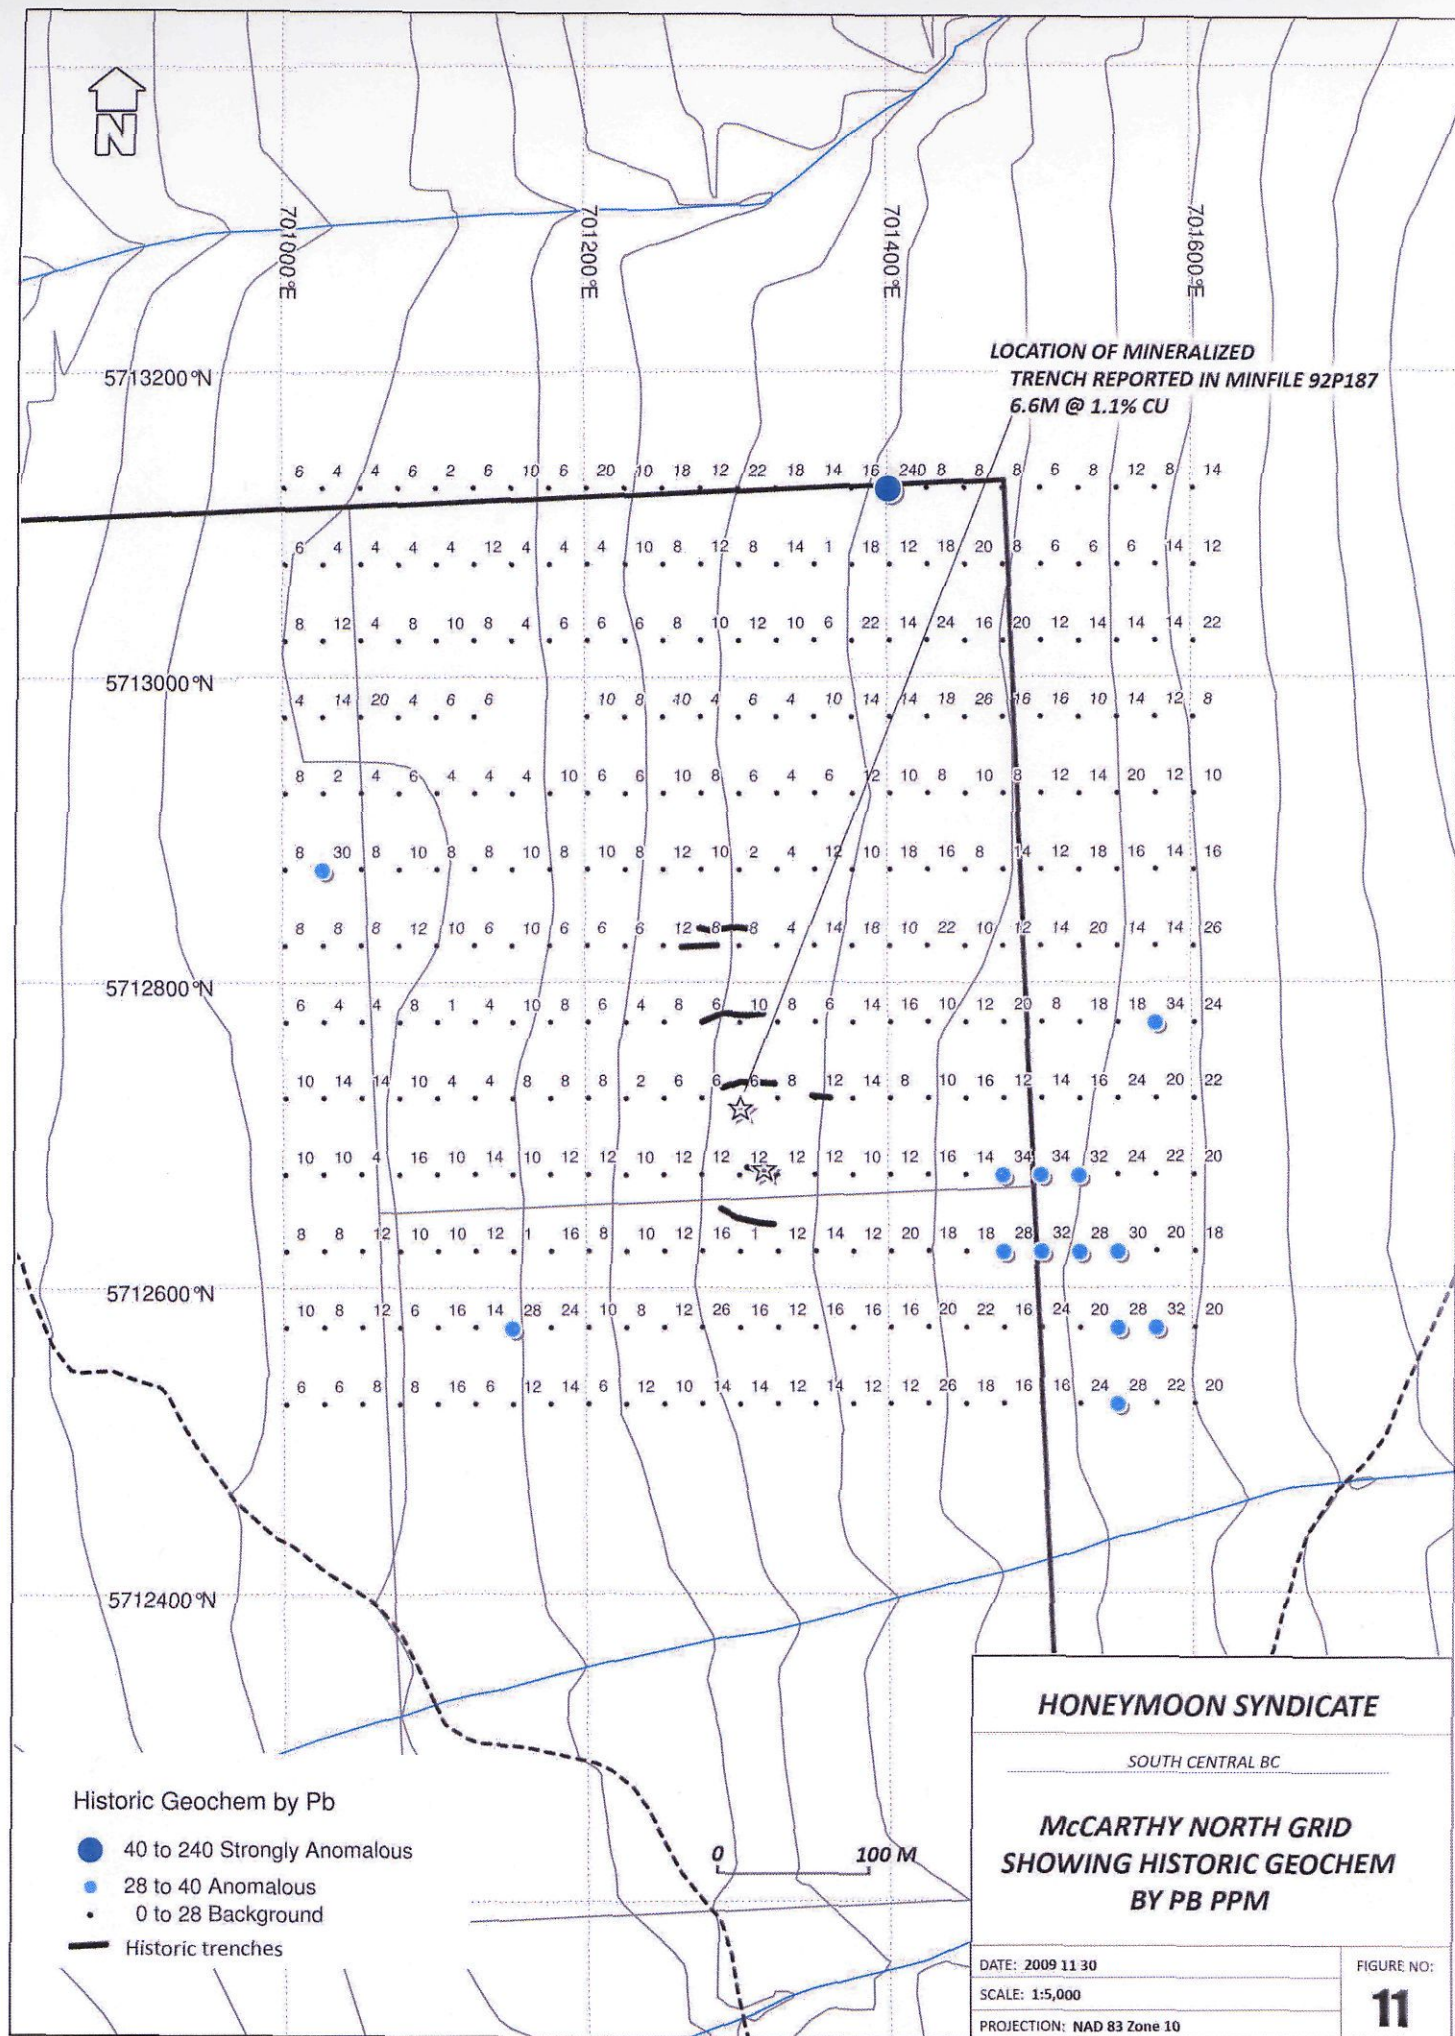 N
701000°E
701200°E
701400°E
701600°E
LOCATION OF MINERALIZED
TRENCH REPORTED IN MINFILE 92P187
6.6M @ 1.1% CU
5713200°N
6 4 4 6 2 6 10 6 20 10 18 12 22 18 14 16 240 8 8 8 6 8 12 8 14
6 4 4 4 4 12 4 4 4 10 8 12 8 14 1 18 12 18 20 8 6 6 6 14 12
8 12 4 8 10 8 4 6 6 6 8 10 12 10 6 22 14 24 16 20 12 14 14 14 22
5713000°N
4 14 20 4 6 6 10 8 10 4 6 4 10 14 14 18 26 16 16 10 14 12 8
8 2 4 6 4 4 4 10 6 6 10 8 6 4 6 12 10 8 10 8 12 14 20 12 10
8 30 8 10 8 8 10 8 10 8 12 10 2 4 12 10 18 16 8 14 12 18 16 14 16
8 8 8 12 10 6 10 6 6 6 12 8 8 4 14 18 10 22 10 12 14 20 14 14 26
5712800°N
6 4 4 8 1 4 10 8 6 4 8 6 10 8 6 14 16 10 12 20 8 18 18 34 24
10 14 14 10 4 4 8 8 8 2 6 6 6 8 12 14 8 10 16 12 14 16 24 20 22
10 10 4 16 10 14 10 12 12 10 12 12 12 12 12 10 12 16 14 34 34 32 24 22 20
8 8 12 10 10 12 1 16 8 10 12 16 1 12 14 12 20 18 18 28 32 28 30 20 18
5712600°N
10 8 12 6 16 14 28 24 10 8 12 26 16 12 16 16 16 20 22 16 24 20 28 32 20
6 6 8 8 16 6 12 14 6 12 10 14 14 12 14 12 12 26 18 16 16 24 28 22 20
5712400°N
Historic Geochem by Pb
40 to 240 Strongly Anomalous
28 to 40 Anomalous
0 to 28 Background
Historic trenches
0 100 M
HONEYMOON SYNDICATE
SOUTH CENTRAL BC
McCARTHY NORTH GRID
SHOWING HISTORIC GEOCHEM
BY PB PPM
DATE: 2009 11 30
SCALE: 1:5,000
PROJECTION: NAD 83 Zone 10
FIGURE NO:
11